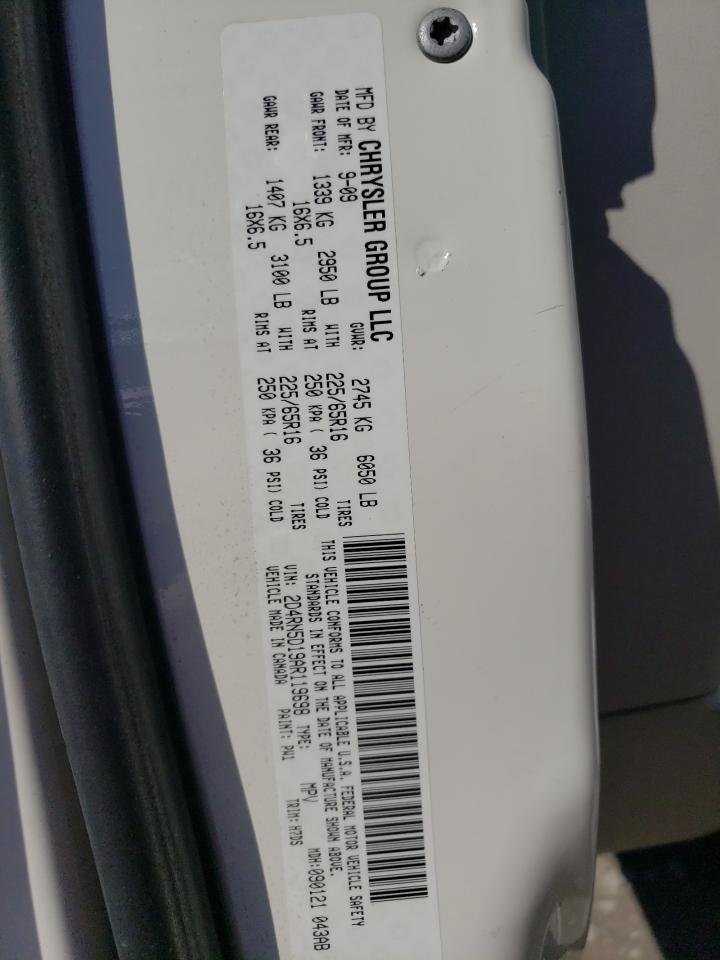 MFD BY CHRYSLER GROUP LLC
DATE OF MFR: 9-09 GVWR: 2745 KG 6050 LB
GAWR FRONT: 1339 KG 2950 LB WITH 225/65R16 TIRES
16X6.5 RIMS AT 250 KPA ( 36 PSI) COLD
GAWR REAR: 1407 KG 3100 LB WITH 225/65R16 TIRES
16X6.5 RIMS AT 250 KPA ( 36 PSI) COLD
THIS VEHICLE CONFORMS TO ALL APPLICABLE U.S.A. FEDERAL MOTOR VEHICLE SAFETY
STANDARDS IN EFFECT ON THE DATE OF MANUFACTURE SHOWN ABOVE.
VIN: 2D4RN5D19AR119698 TYPE: MPV MDH:090121 043AB
VEHICLE MADE IN CANADA PAINT: PW1 TRIM: H7DS